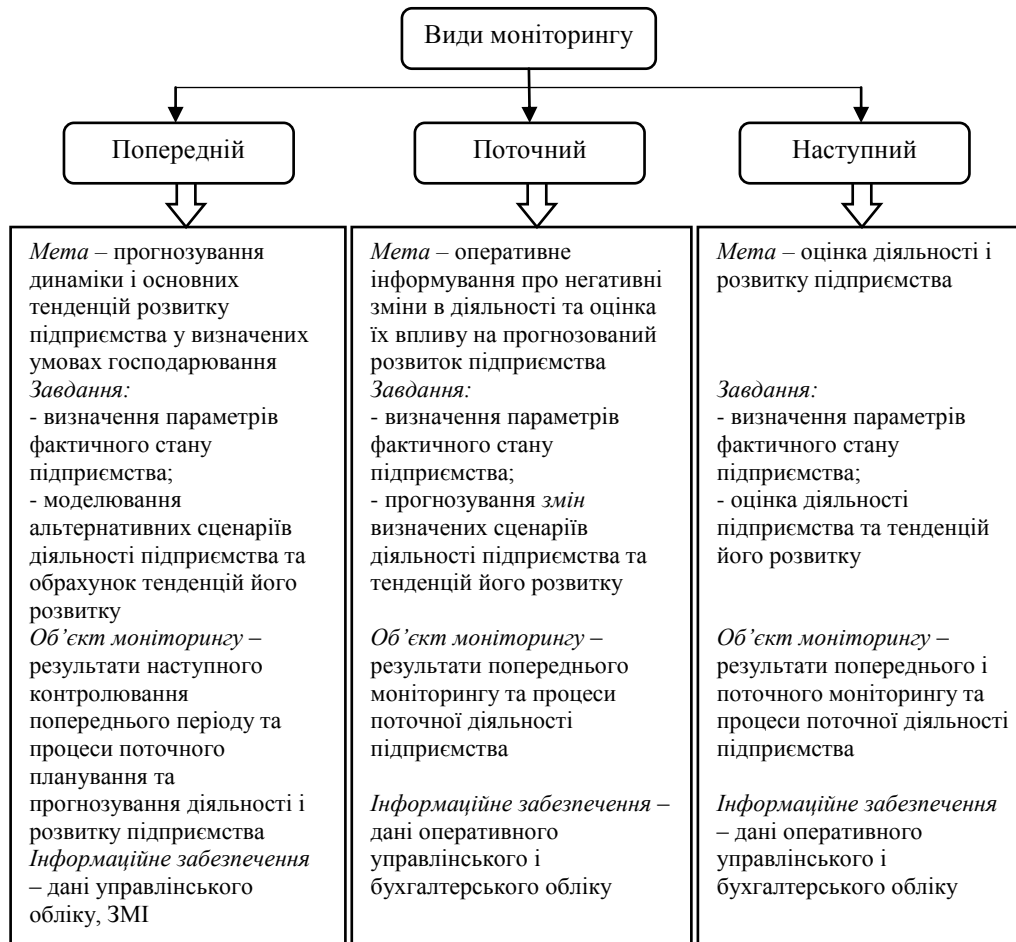 Види моніторингу
Попередній
Поточний
Наступний
Мета – прогнозування
динаміки і основних
тенденцій розвитку
підприємства у визначених
умовах господарювання
Завдання:
- визначення параметрів
фактичного стану
підприємства;
- моделювання
альтернативних сценаріїв
діяльності підприємства та
обрахунок тенденцій його
розвитку
Об’єкт моніторингу –
результати наступного
контролювання
попереднього періоду та
процеси поточного
планування та
прогнозування діяльності і
розвитку підприємства
Інформаційне забезпечення
– дані управлінського
обліку, ЗМІ
Мета – оперативне
інформування про негативні
зміни в діяльності та оцінка
їх впливу на прогнозований
розвиток підприємства
Завдання:
- визначення параметрів
фактичного стану
підприємства;
- прогнозування змін
визначених сценаріїв
діяльності підприємства та
тенденцій його розвитку
Об’єкт моніторингу –
результати попереднього
моніторингу та процеси
поточної діяльності
підприємства
Інформаційне забезпечення –
дані оперативного
управлінського і
бухгалтерського обліку
Мета – оцінка діяльності і
розвитку підприємства
Завдання:
- визначення параметрів
фактичного стану
підприємства;
- оцінка діяльності
підприємства та тенденцій
його розвитку
Об’єкт моніторингу –
результати попереднього і
поточного моніторингу та
процеси поточної діяльності
підприємства
Інформаційне забезпечення
– дані оперативного
управлінського і
бухгалтерського обліку